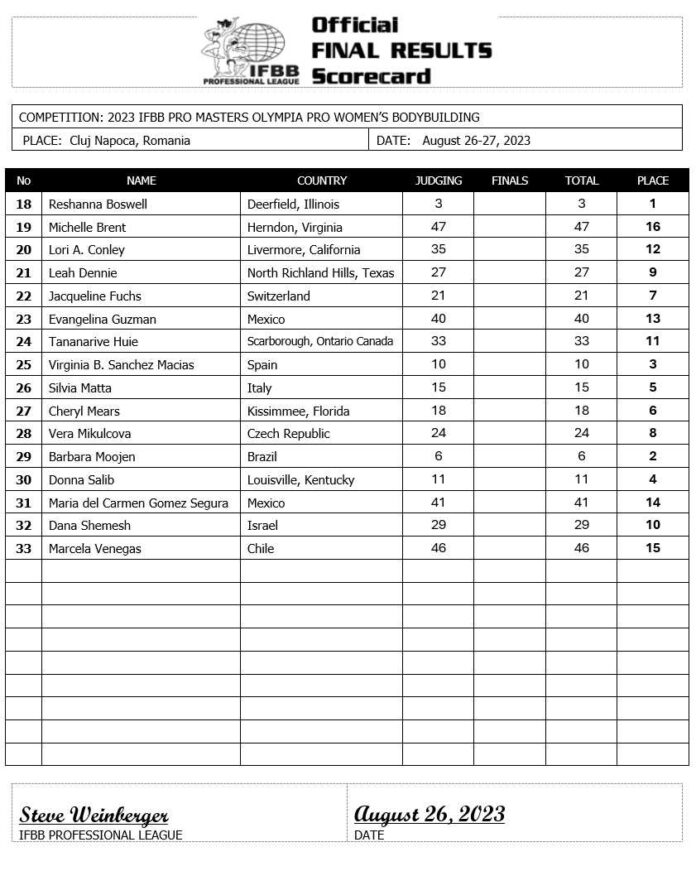 Official
FINAL RESULTS
Scorecard
IFBB
PROFESSIONAL LEAGUE
COMPETITION: 2023 IFBB PRO MASTERS OLYMPIA PRO WOMEN'S BODYBUILDING
PLACE: Cluj Napoca, Romania DATE: August 26-27, 2023
No NAME COUNTRY JUDGING FINALS TOTAL PLACE
18 Reshanna Boswell Deerfield, Illinois 3 3 1
19 Michelle Brent Herndon, Virginia 47 47 16
20 Lori A. Conley Livermore, California 35 35 12
21 Leah Dennie North Richland Hills, Texas 27 27 9
22 Jacqueline Fuchs Switzerland 21 21 7
23 Evangelina Guzman Mexico 40 40 13
24 Tananarive Huie Scarborough, Ontario Canada 33 33 11
25 Virginia B. Sanchez Macias Spain 10 10 3
26 Silvia Matta Italy 15 15 5
27 Cheryl Mears Kissimmee, Florida 18 18 6
28 Vera Mikulcova Czech Republic 24 24 8
29 Barbara Moojen Brazil 6 6 2
30 Donna Salib Louisville, Kentucky 11 11 4
31 Maria del Carmen Gomez Segura Mexico 41 41 14
32 Dana Shemesh Israel 29 29 10
33 Marcela Venegas Chile 46 46 15
Steve Weinberger August 26, 2023
IFBB PROFESSIONAL LEAGUE DATE